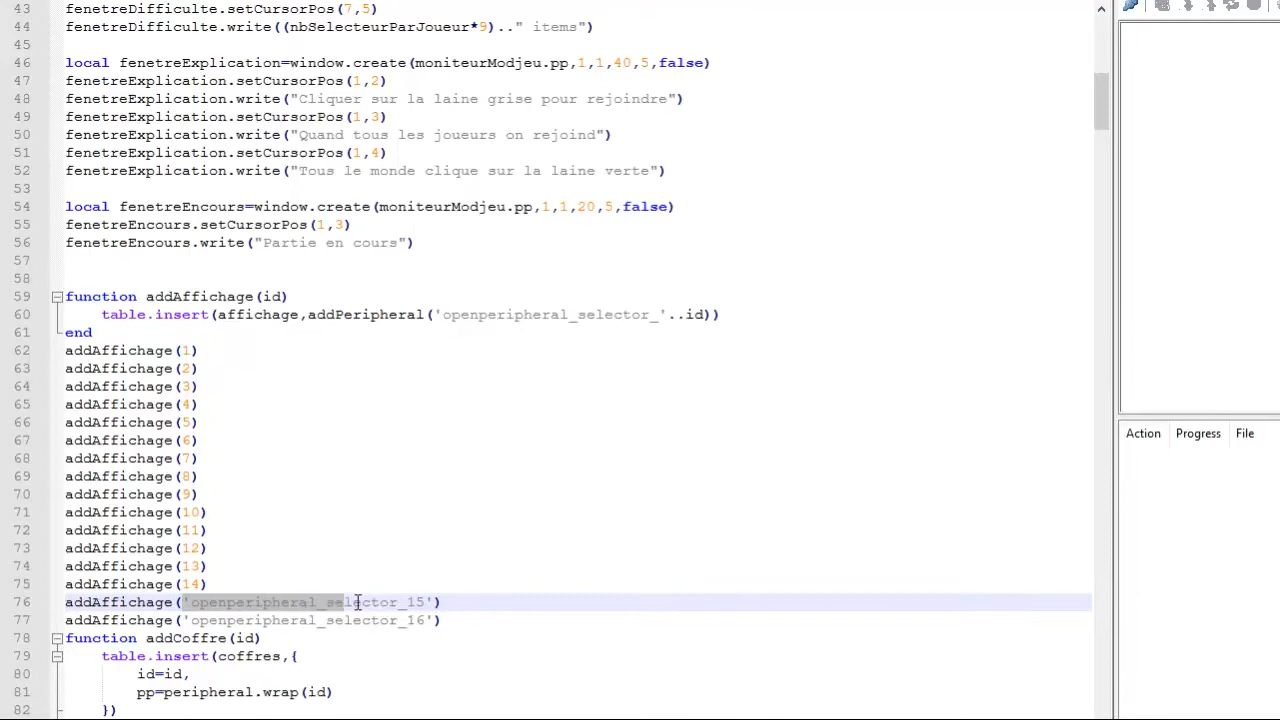 43 fenetreDifficulte.setCursorPos(7,5)
44 fenetreDifficulte.write((nbSelecteurParJoueur*9).." items")
45
46 local fenetreExplication=window.create(moniteurModjeu.pp,1,1,40,5,false)
47 fenetreExplication.setCursorPos(1,2)
48 fenetreExplication.write("Cliquer sur la laine grise pour rejoindre")
49 fenetreExplication.setCursorPos(1,3)
50 fenetreExplication.write("Quand tous les joueurs on rejoind")
51 fenetreExplication.setCursorPos(1,4)
52 fenetreExplication.write("Tous le monde clique sur la laine verte")
53
54 local fenetreEncours=window.create(moniteurModjeu.pp,1,1,20,5,false)
55 fenetreEncours.setCursorPos(1,3)
56 fenetreEncours.write("Partie en cours")
57
58
59 function addAffichage(id)
60 table.insert(affichage,addPeripheral('openperipheral_selector_'..id))
61 end
62 addAffichage(1)
63 addAffichage(2)
64 addAffichage(3)
65 addAffichage(4)
66 addAffichage(5)
67 addAffichage(6)
68 addAffichage(7)
69 addAffichage(8)
70 addAffichage(9)
71 addAffichage(10)
72 addAffichage(11)
73 addAffichage(12)
74 addAffichage(13)
75 addAffichage(14)
76 addAffichage('openperipheral_selector_15')
77 addAffichage('openperipheral_selector_16')
78 function addCoffre(id)
79 table.insert(coffres,{
80 id=id,
81 pp=peripheral.wrap(id)
82 })
Action Progress File